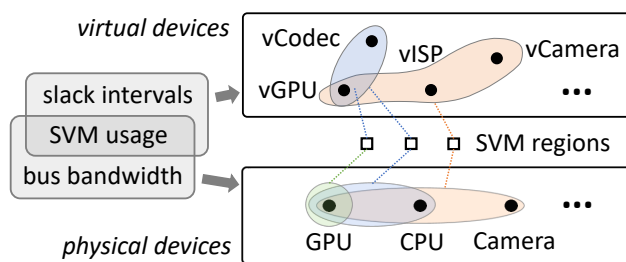 virtual devices
vCodec
vISP
vCamera
vGPU
...
slack intervals
SVM usage
bus bandwidth
SVM regions
...
GPU
CPU
Camera
physical devices